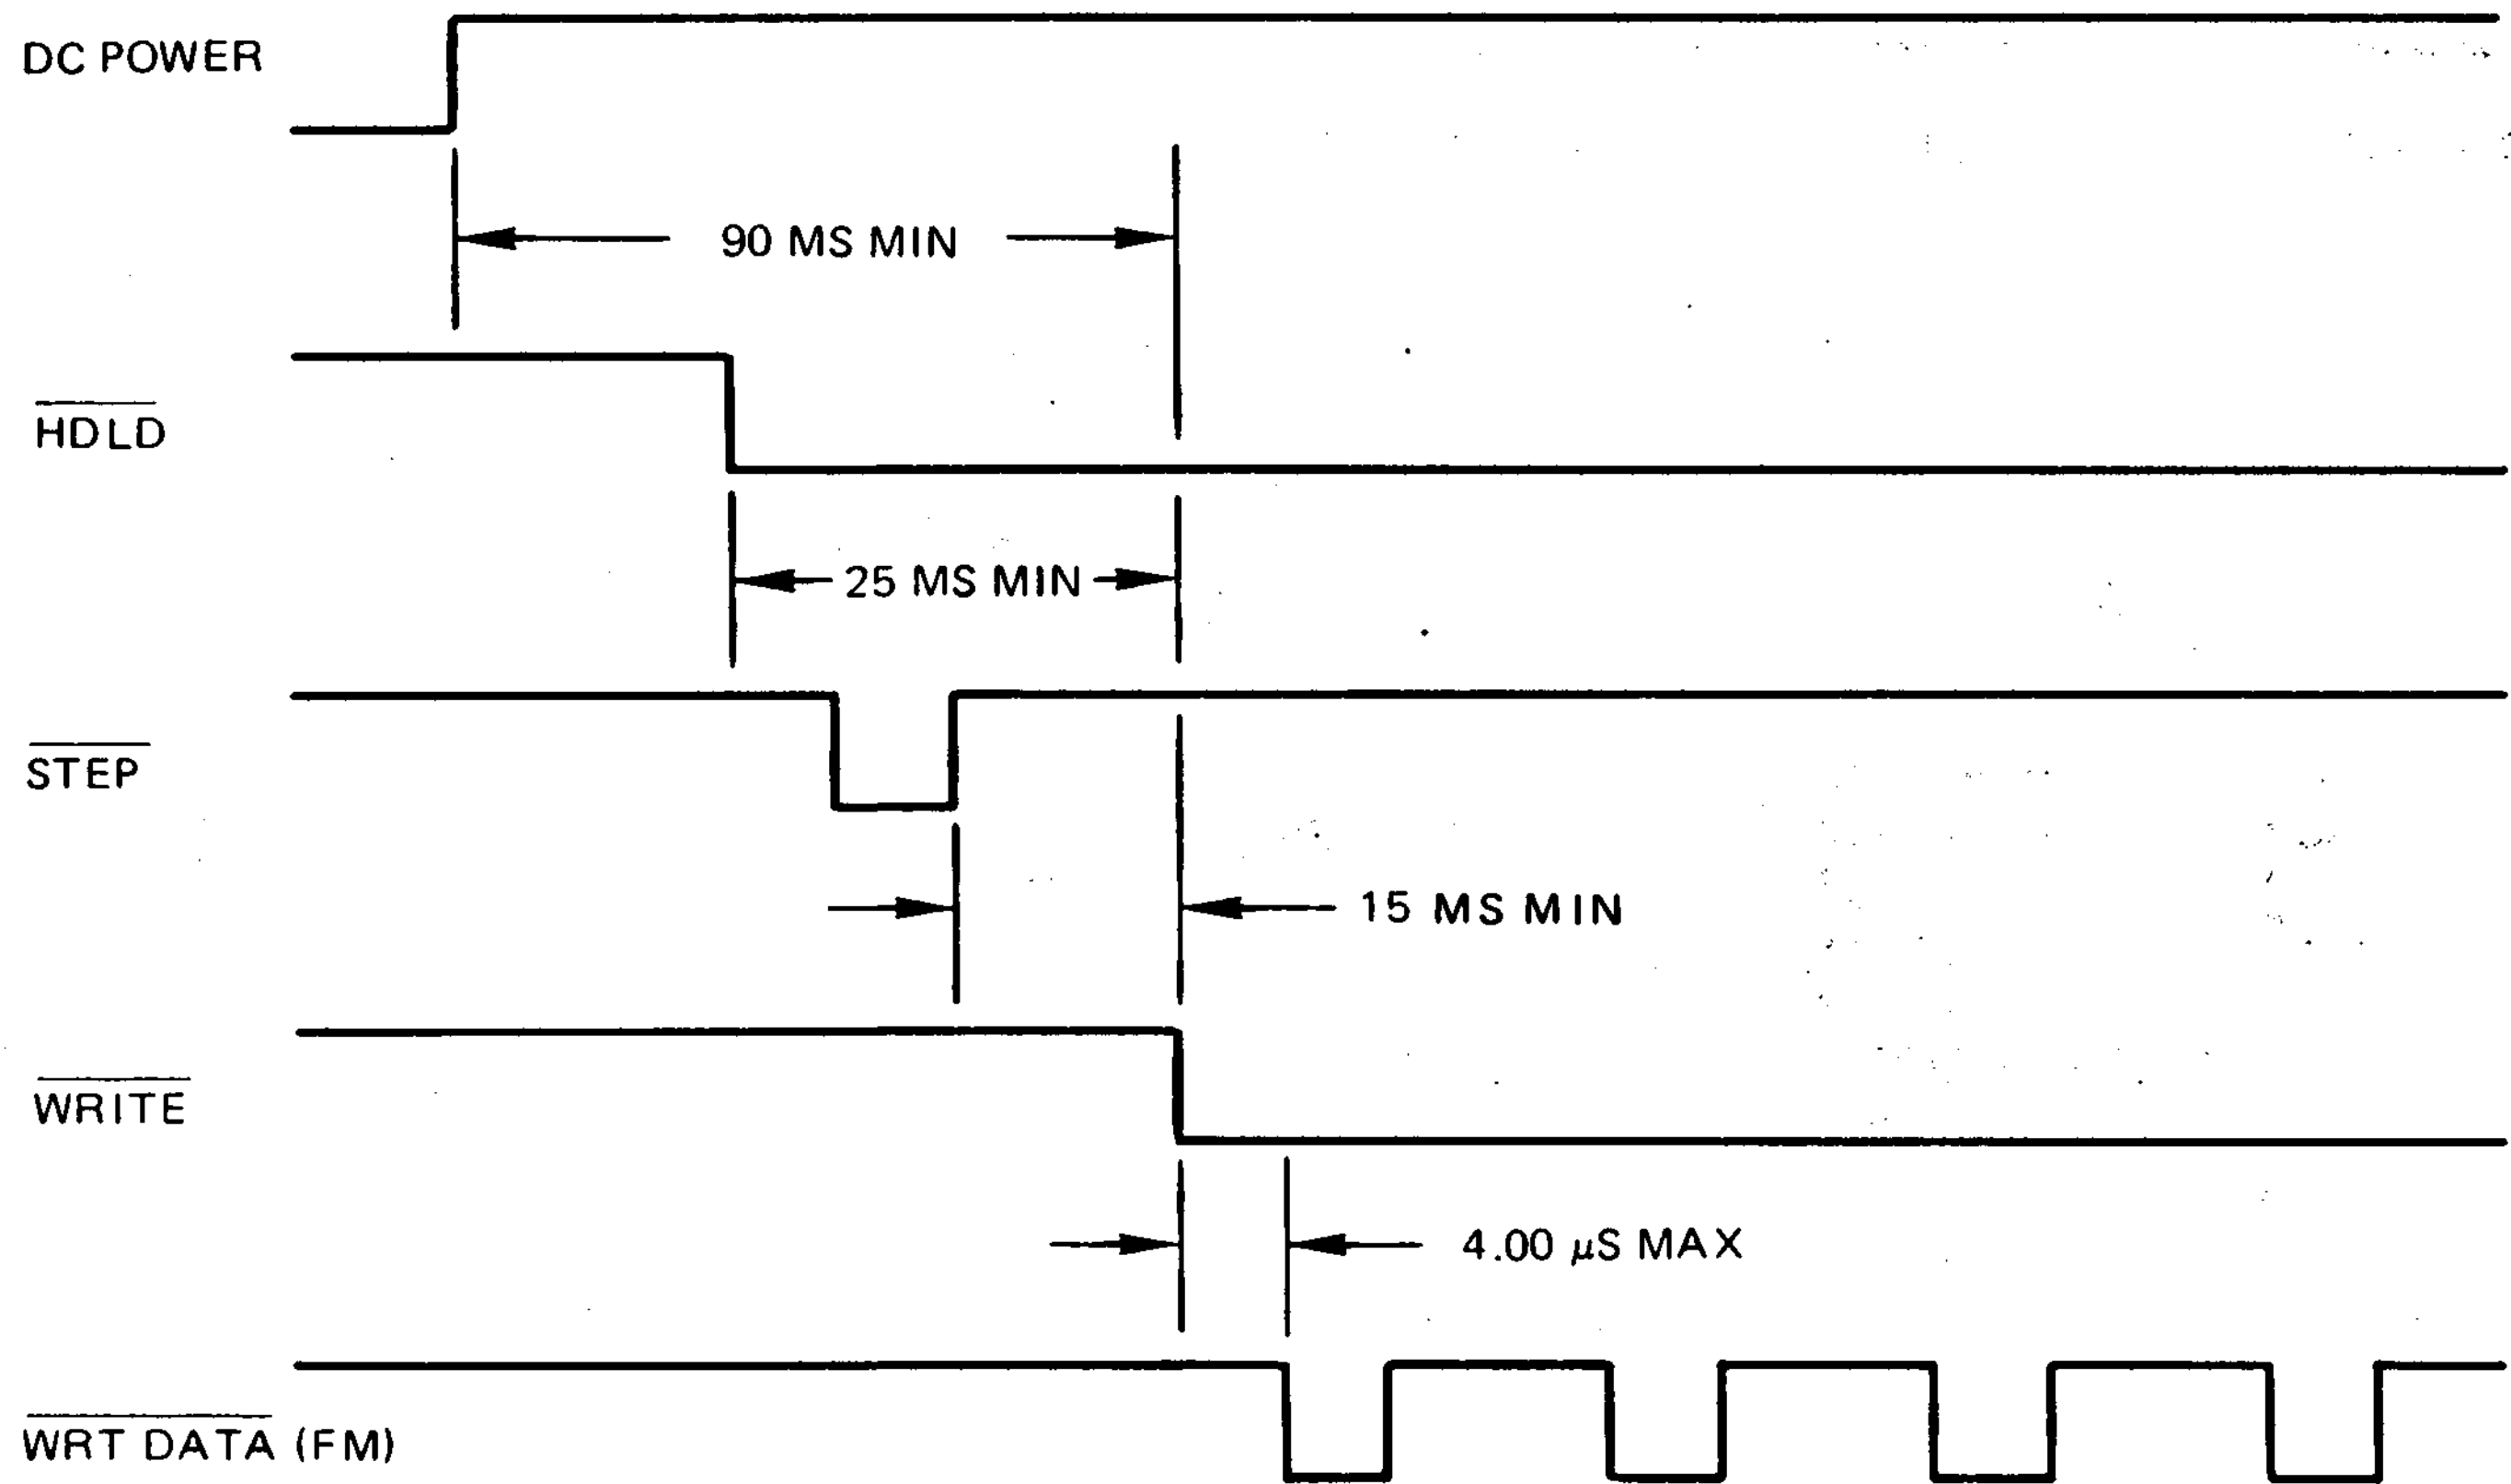 DC POWER
90 MS MIN
HDLD
25 MS MIN
STEP
15 MS MIN
WRITE
4.00 µS MAX
WRT DATA (FM)